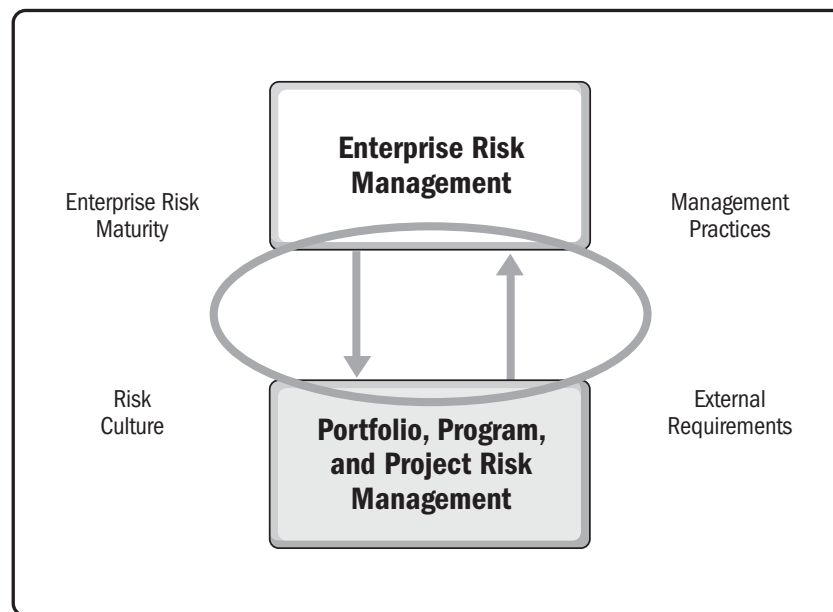 Enterprise Risk
Management
Enterprise Risk
Maturity
Management
Practices
Risk
Culture
External
Requirements
Portfolio, Program,
and Project Risk
Management